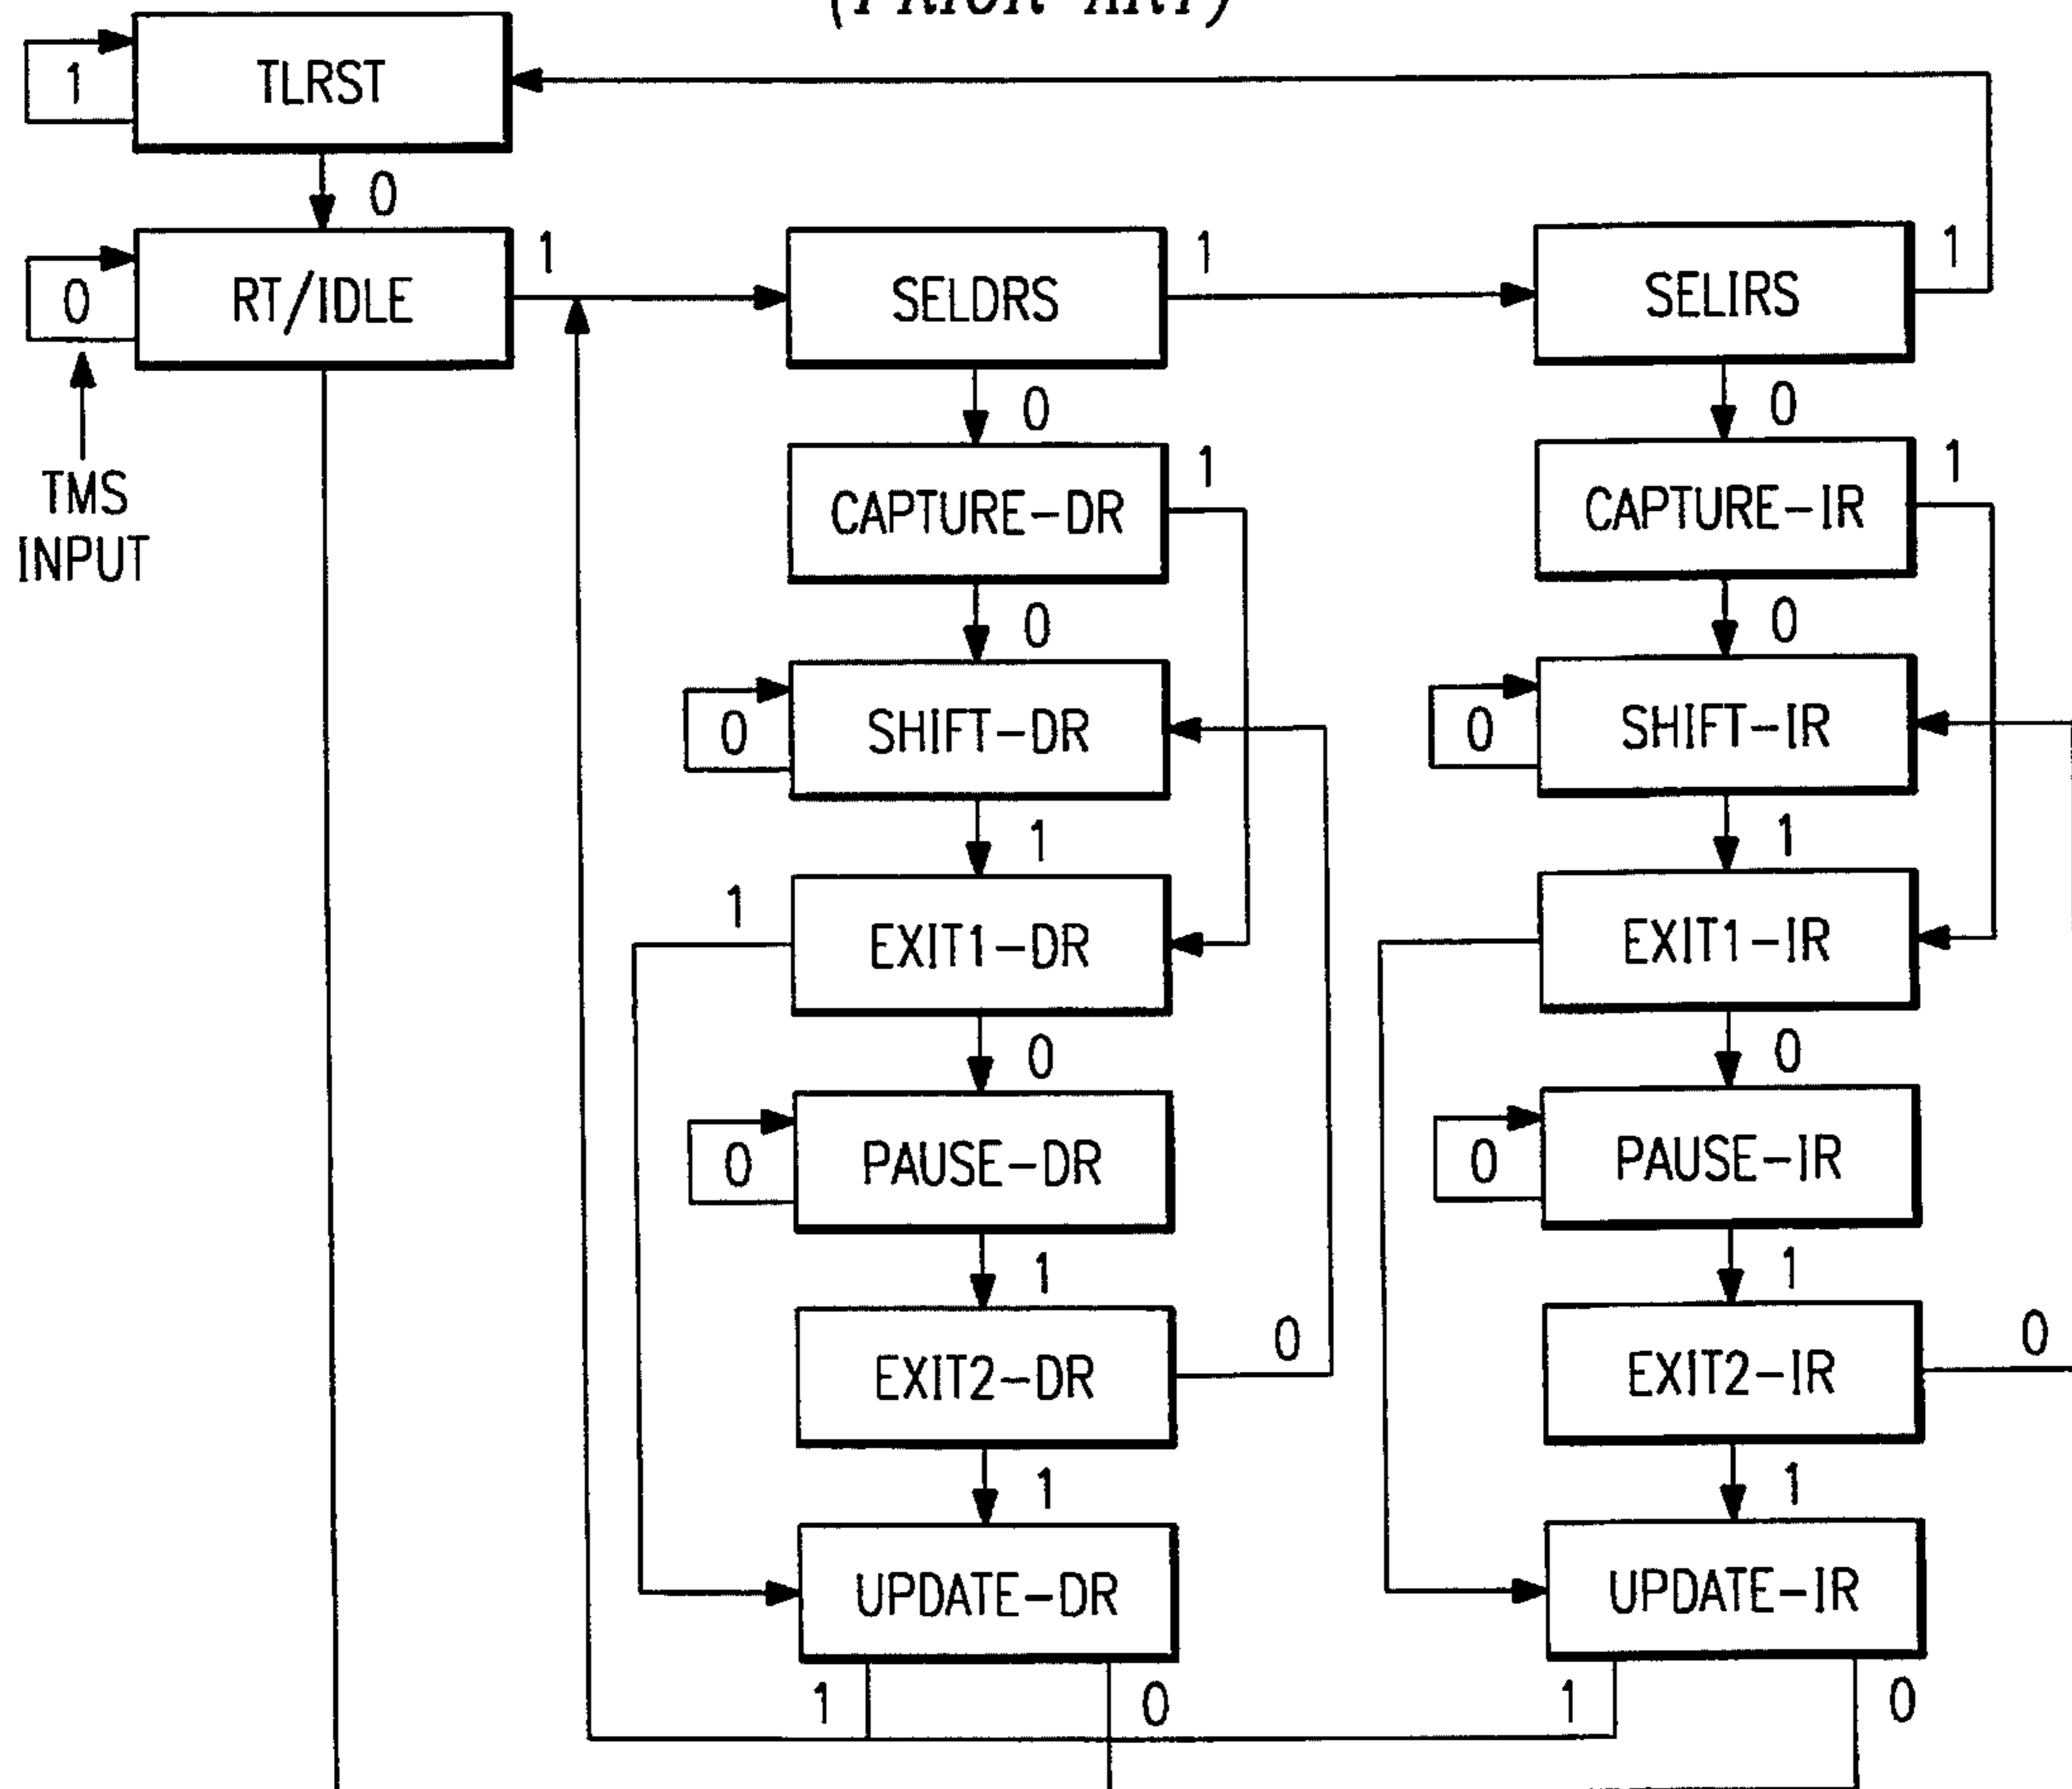 (PRIOR ART)
TLRST
1
0
RT/IDLE
0
1
SELDRS
1
SELIRS
1
TMS
INPUT
0
0
CAPTURE-DR
1
CAPTURE-IR
1
0
0
SHIFT-DR
0
SHIFT-IR
0
1
1
1
EXIT1-DR
EXIT1-IR
0
0
PAUSE-DR
0
PAUSE-IR
0
1
1
EXIT2-DR
0
EXIT2-IR
0
1
1
UPDATE-DR
UPDATE-IR
1
0
1
0